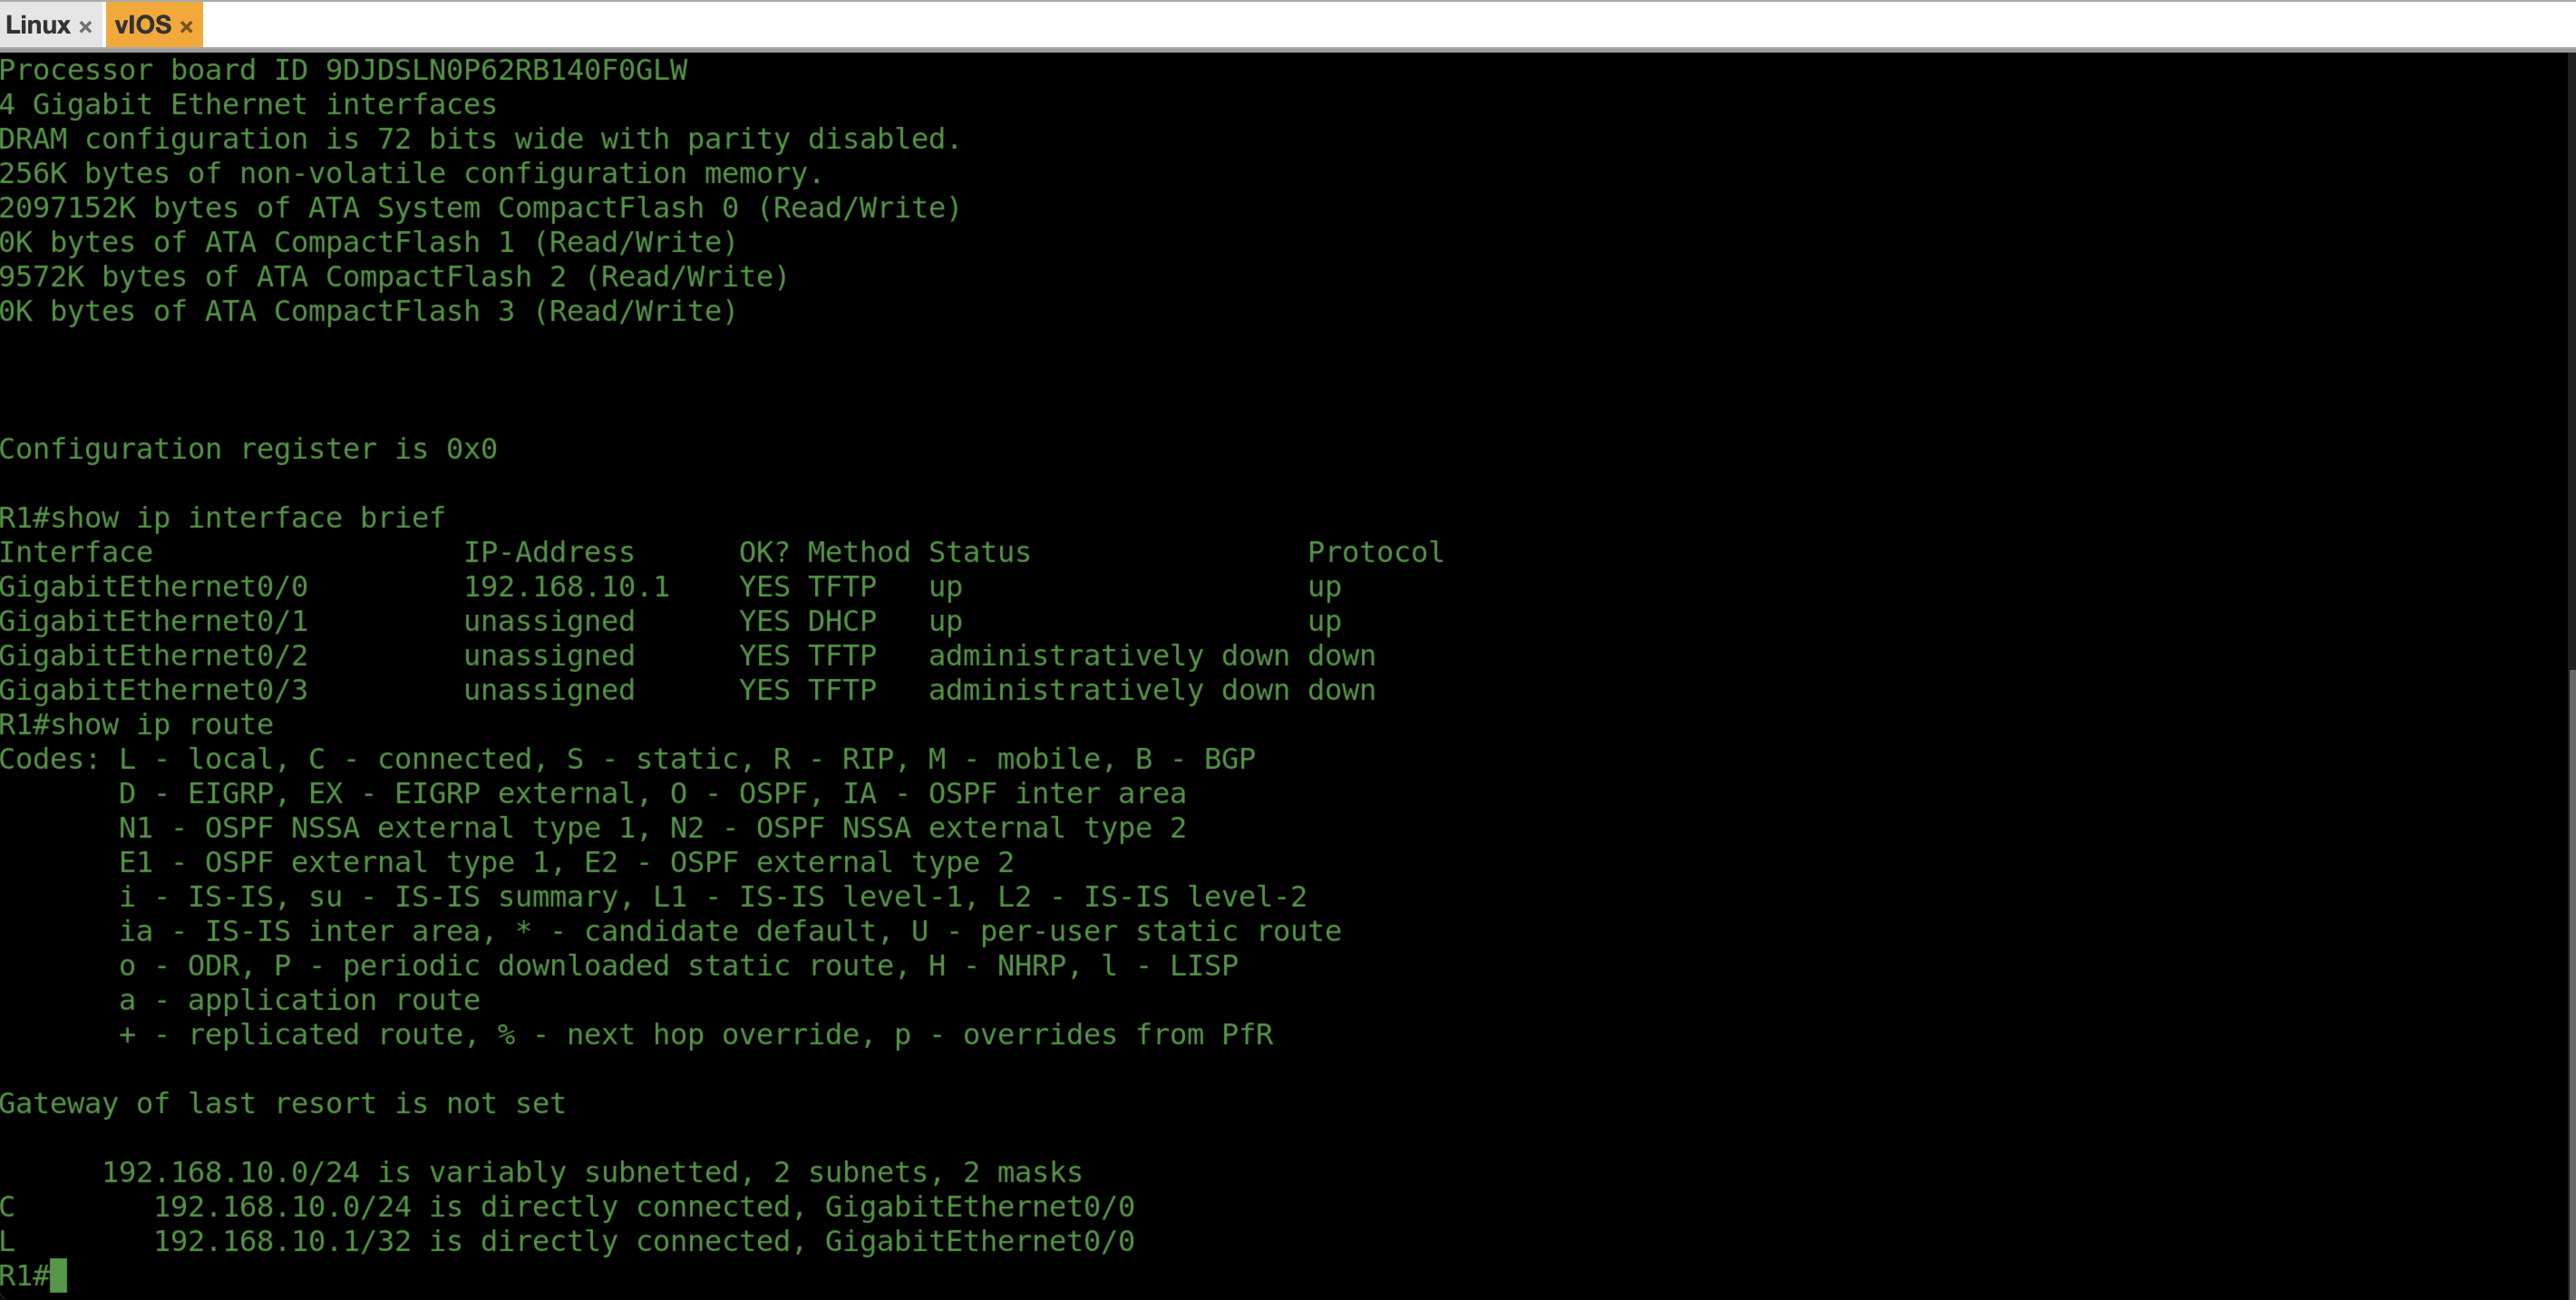 Linux × vIOS ×
Processor board ID 9DJDSLN0P62RB140F0GLW
4 Gigabit Ethernet interfaces
DRAM configuration is 72 bits wide with parity disabled.
256K bytes of non-volatile configuration memory.
2097152K bytes of ATA System CompactFlash 0 (Read/Write)
0K bytes of ATA CompactFlash 1 (Read/Write)
9572K bytes of ATA CompactFlash 2 (Read/Write)
0K bytes of ATA CompactFlash 3 (Read/Write)
Configuration register is 0x0
R1#show ip interface brief
Interface                  IP-Address      OK? Method Status                Protocol
GigabitEthernet0/0         192.168.10.1    YES TFTP   up                    up
GigabitEthernet0/1         unassigned      YES DHCP   up                    up
GigabitEthernet0/2         unassigned      YES TFTP   administratively down down
GigabitEthernet0/3         unassigned      YES TFTP   administratively down down
R1#show ip route
Codes: L - local, C - connected, S - static, R - RIP, M - mobile, B - BGP
       D - EIGRP, EX - EIGRP external, O - OSPF, IA - OSPF inter area
       N1 - OSPF NSSA external type 1, N2 - OSPF NSSA external type 2
       E1 - OSPF external type 1, E2 - OSPF external type 2
       i - IS-IS, su - IS-IS summary, L1 - IS-IS level-1, L2 - IS-IS level-2
       ia - IS-IS inter area, * - candidate default, U - per-user static route
       o - ODR, P - periodic downloaded static route, H - NHRP, l - LISP
       a - application route
       + - replicated route, % - next hop override, p - overrides from PfR
Gateway of last resort is not set
      192.168.10.0/24 is variably subnetted, 2 subnets, 2 masks
C        192.168.10.0/24 is directly connected, GigabitEthernet0/0
L        192.168.10.1/32 is directly connected, GigabitEthernet0/0
R1#